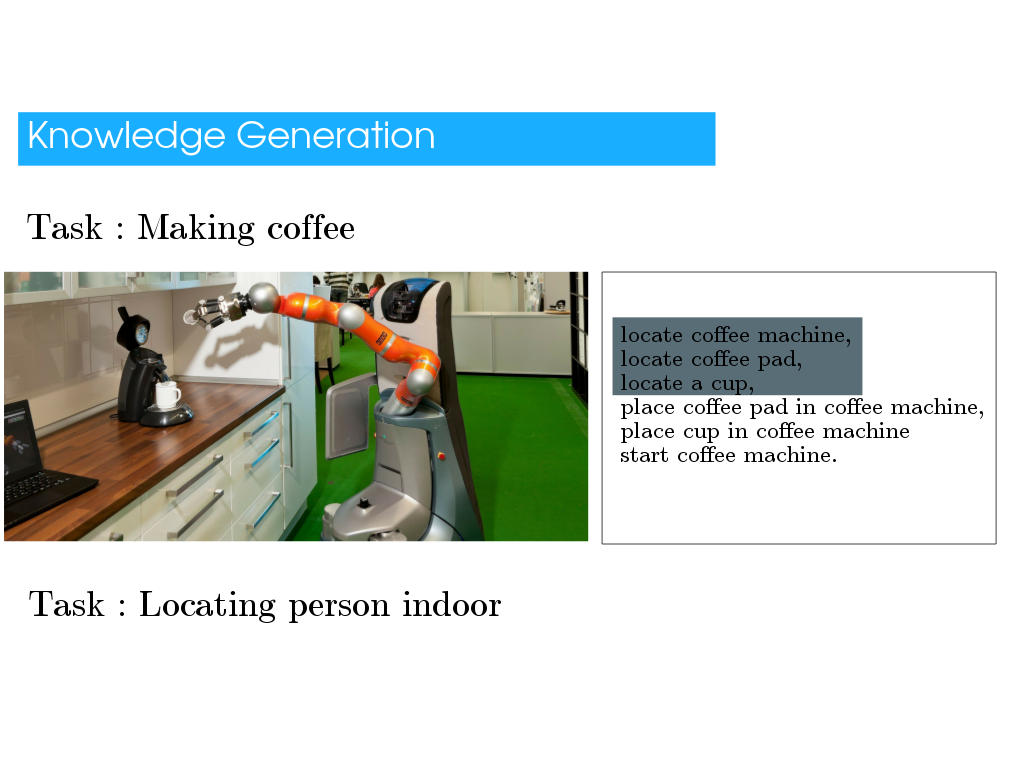 Knowledge Generation
Task : Making coffee
locate coffee machine,
locate coffee pad,
locate a cup,
place coffee pad in coffee machine,
place cup in coffee machine
start coffee machine.
Task : Locating person indoor